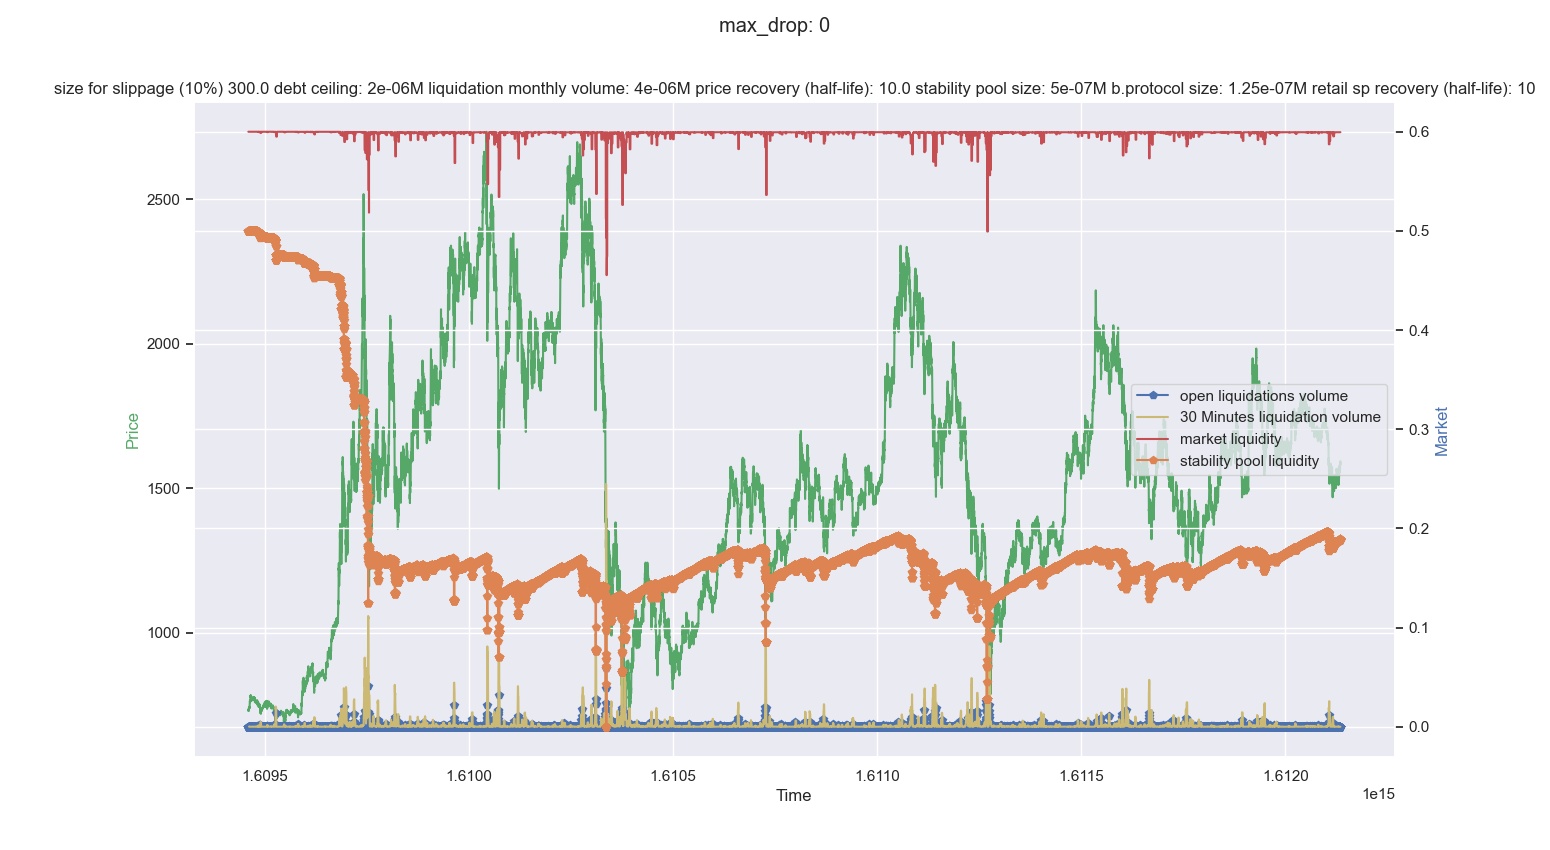 max_drop: 0
size for slippage (10%) 300.0 debt ceiling: 2e-06M liquidation monthly volume: 4e-06M price recovery (half-life): 10.0 stability pool size: 5e-07M b.protocol size: 1.25e-07M retail sp recovery (half-life): 10
2500
2000
1500
1000
Price
0.6
0.5
0.4
0.3
0.2
0.1
0.0
Market
open liquidations volume
30 Minutes liquidation volume
market liquidity
stability pool liquidity
1.6095 1.6100 1.6105 1.6110 1.6115 1.6120
Time
1e15